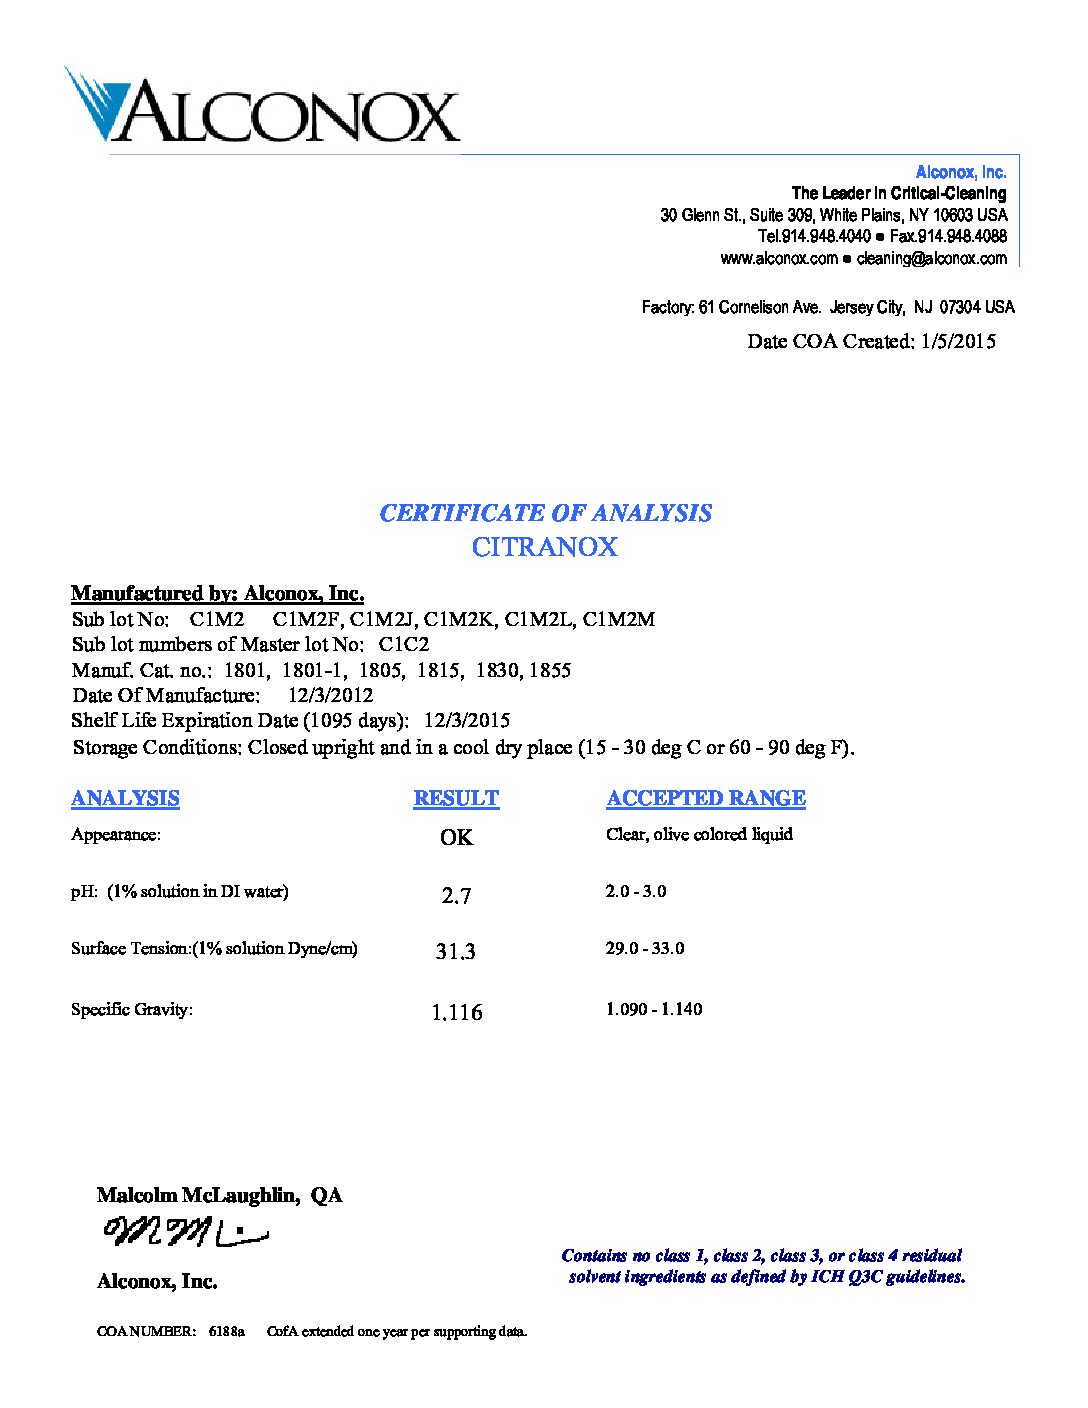 ALCONOX
Alconox, Inc.
The Leader in Critical-Cleaning
30 Glenn St., Suite 309, White Plains, NY 10603 USA
Tel.914.948.4040 ● Fax.914.948.4088
www.alconox.com ● cleaning@alconox.com
Factory: 61 Cornelison Ave. Jersey City, NJ 07304 USA
Date COA Created: 1/5/2015
CERTIFICATE OF ANALYSIS
CITRANOX
Manufactured by: Alconox, Inc.
Sub lot No: C1M2 C1M2F, C1M2J, C1M2K, C1M2L, C1M2M
Sub lot numbers of Master lot No: C1C2
Manuf. Cat. no.: 1801, 1801-1, 1805, 1815, 1830, 1855
Date Of Manufacture: 12/3/2012
Shelf Life Expiration Date (1095 days): 12/3/2015
Storage Conditions: Closed upright and in a cool dry place (15 - 30 deg C or 60 - 90 deg F).
ANALYSIS RESULT ACCEPTED RANGE
Appearance: OK Clear, olive colored liquid
pH: (1% solution in DI water) 2.7 2.0 - 3.0
Surface Tension:(1% solution Dyne/cm) 31.3 29.0 - 33.0
Specific Gravity: 1.116 1.090 - 1.140
Malcolm McLaughlin, QA
Alconox, Inc.
Contains no class 1, class 2, class 3, or class 4 residual
solvent ingredients as defined by ICH Q3C guidelines.
COA NUMBER: 6188a CofA extended one year per supporting data.